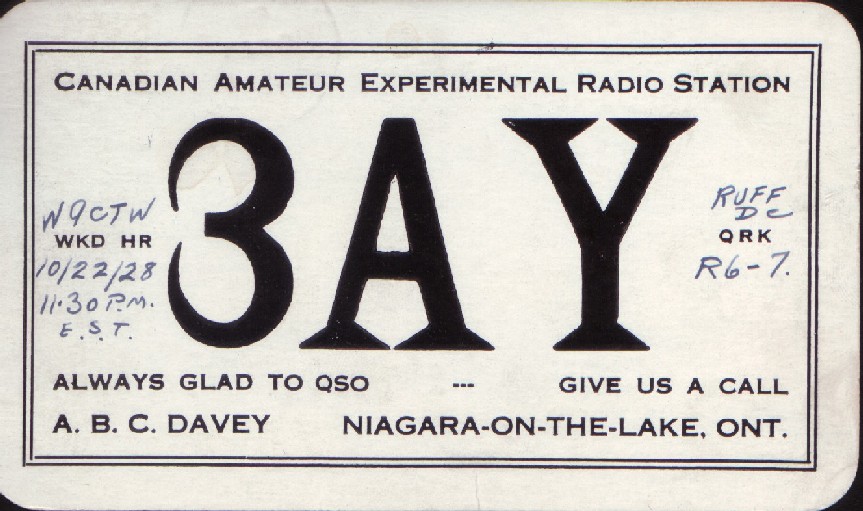 CANADIAN AMATEUR EXPERIMENTAL RADIO STATION
3AY
W9CTW
WKD HR
10/22/28
11.30 P.M.
E.S.T.
RUFF
DC
QRK
R6-7.
ALWAYS GLAD TO QSO --- GIVE US A CALL
A. B. C. DAVEY NIAGARA-ON-THE-LAKE, ONT.